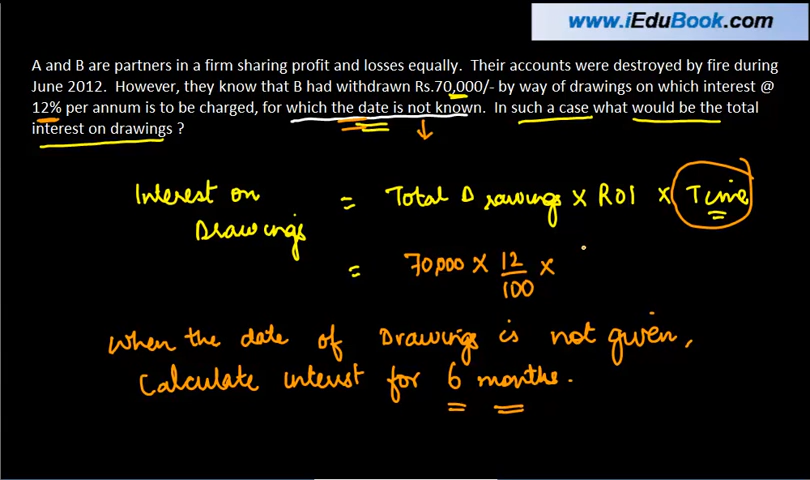 www.iEduBook.com
A and B are partners in a firm sharing profit and losses equally.  Their accounts were destroyed by fire during
June 2012.  However, they know that B had withdrawn Rs.70,000/- by way of drawings on which interest @
12% per annum is to be charged, for which the date is not known.  In such a case what would be the total
interest on drawings ?
Interest on = Total Drawings × ROI × Time
Drawings
= 70,000 × 12/100 ×
When the date of Drawings is not given,
Calculate interest for 6 months.